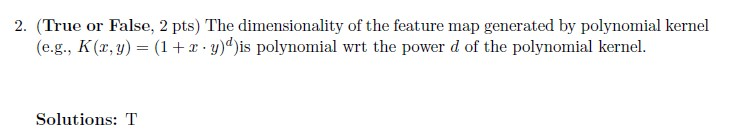 2. (True or False, 2 pts) The dimensionality of the feature map generated by polynomial kernel
(e.g., K(x, y) = (1 + x · y)^d)is polynomial wrt the power d of the polynomial kernel.
Solutions: T